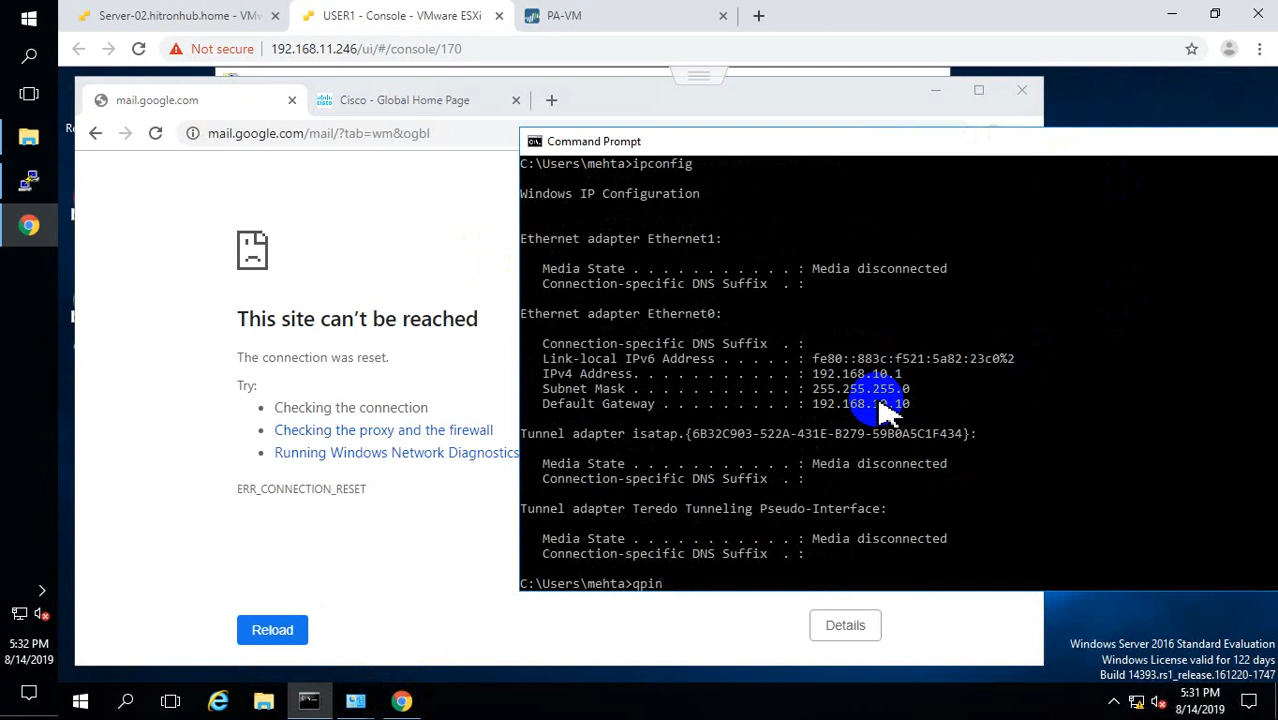 Server-02.hitronhub.home - VMw
USER1 - Console - VMware ESXi
PA-VM
Not secure
192.168.11.246/ui/#/console/170
mail.google.com
Cisco - Global Home Page
mail.google.com/mail/?tab=wm&ogbl
This site can't be reached
The connection was reset.
Try:
Checking the connection
Checking the proxy and the firewall
Running Windows Network Diagnostics
ERR_CONNECTION_RESET
Reload
Details
Command Prompt
C:\Users\mehta>ipconfig
Windows IP Configuration
Ethernet adapter Ethernet1:
Media State . . . . . . . . . . . : Media disconnected
Connection-specific DNS Suffix . :
Ethernet adapter Ethernet0:
Connection-specific DNS Suffix . :
Link-local IPv6 Address . . . . . : fe80::883c:f521:5a82:23c0%2
IPv4 Address. . . . . . . . . . . : 192.168.10.1
Subnet Mask . . . . . . . . . . . : 255.255.255.0
Default Gateway . . . . . . . . . : 192.168.10.10
Tunnel adapter isatap.{6B32C903-522A-431E-B279-59B0A5C1F434}:
Media State . . . . . . . . . . . : Media disconnected
Connection-specific DNS Suffix . :
Tunnel adapter Teredo Tunneling Pseudo-Interface:
Media State . . . . . . . . . . . : Media disconnected
Connection-specific DNS Suffix . :
C:\Users\mehta>qpin
Windows Server 2016 Standard Evaluation
Windows License valid for 122 days
Build 14393.rs1_release.161220-1747
5:32 PM
8/14/2019
5:31 PM
8/14/2019